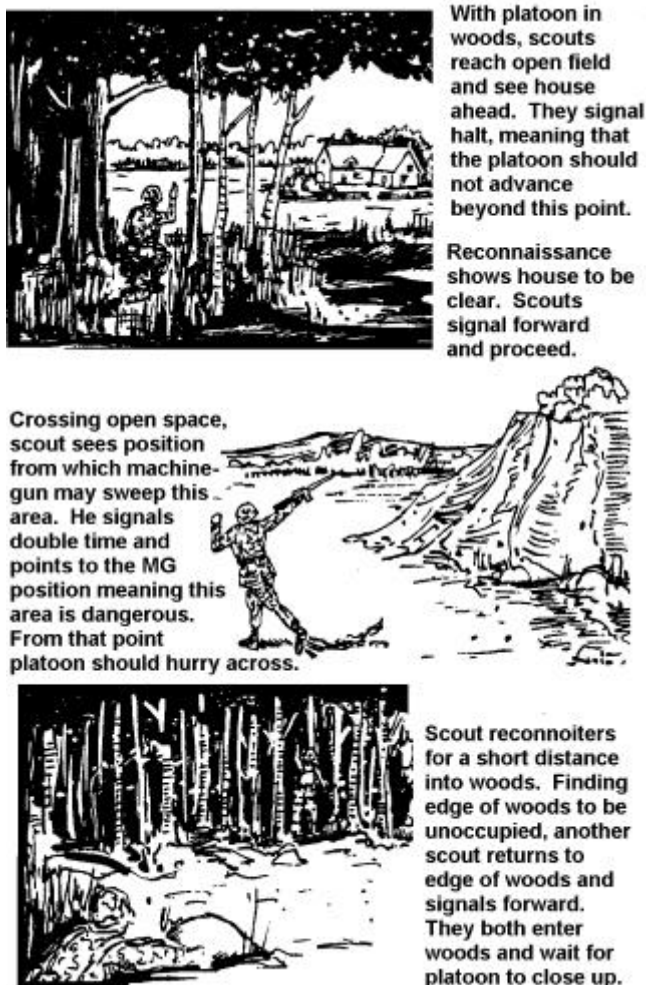 With platoon in
woods, scouts
reach open field
and see house
ahead. They signal
halt, meaning that
the platoon should
not advance
beyond this point.
Reconnaissance
shows house to be
clear. Scouts
signal forward
and proceed.
Crossing open space,
scout sees position
from which machine-
gun may sweep this
area. He signals
double time and
points to the MG
position meaning this
area is dangerous.
From that point
platoon should hurry across.
Scout reconnoiters
for a short distance
into woods. Finding
edge of woods to be
unoccupied, another
scout returns to
edge of woods and
signals forward.
They both enter
woods and wait for
platoon to close up.